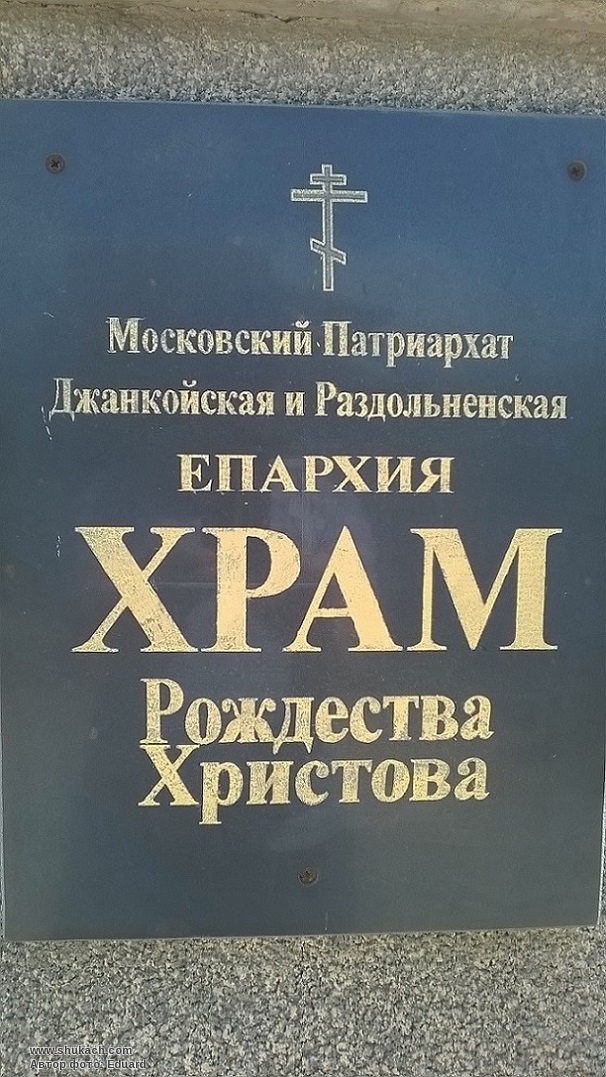 Московский Патриархат
Джанкойская и Раздольненская
ЕПАРХИЯ
ХРАМ
Рождества
Христова
www.shukach.com
Автор фото: Eduard